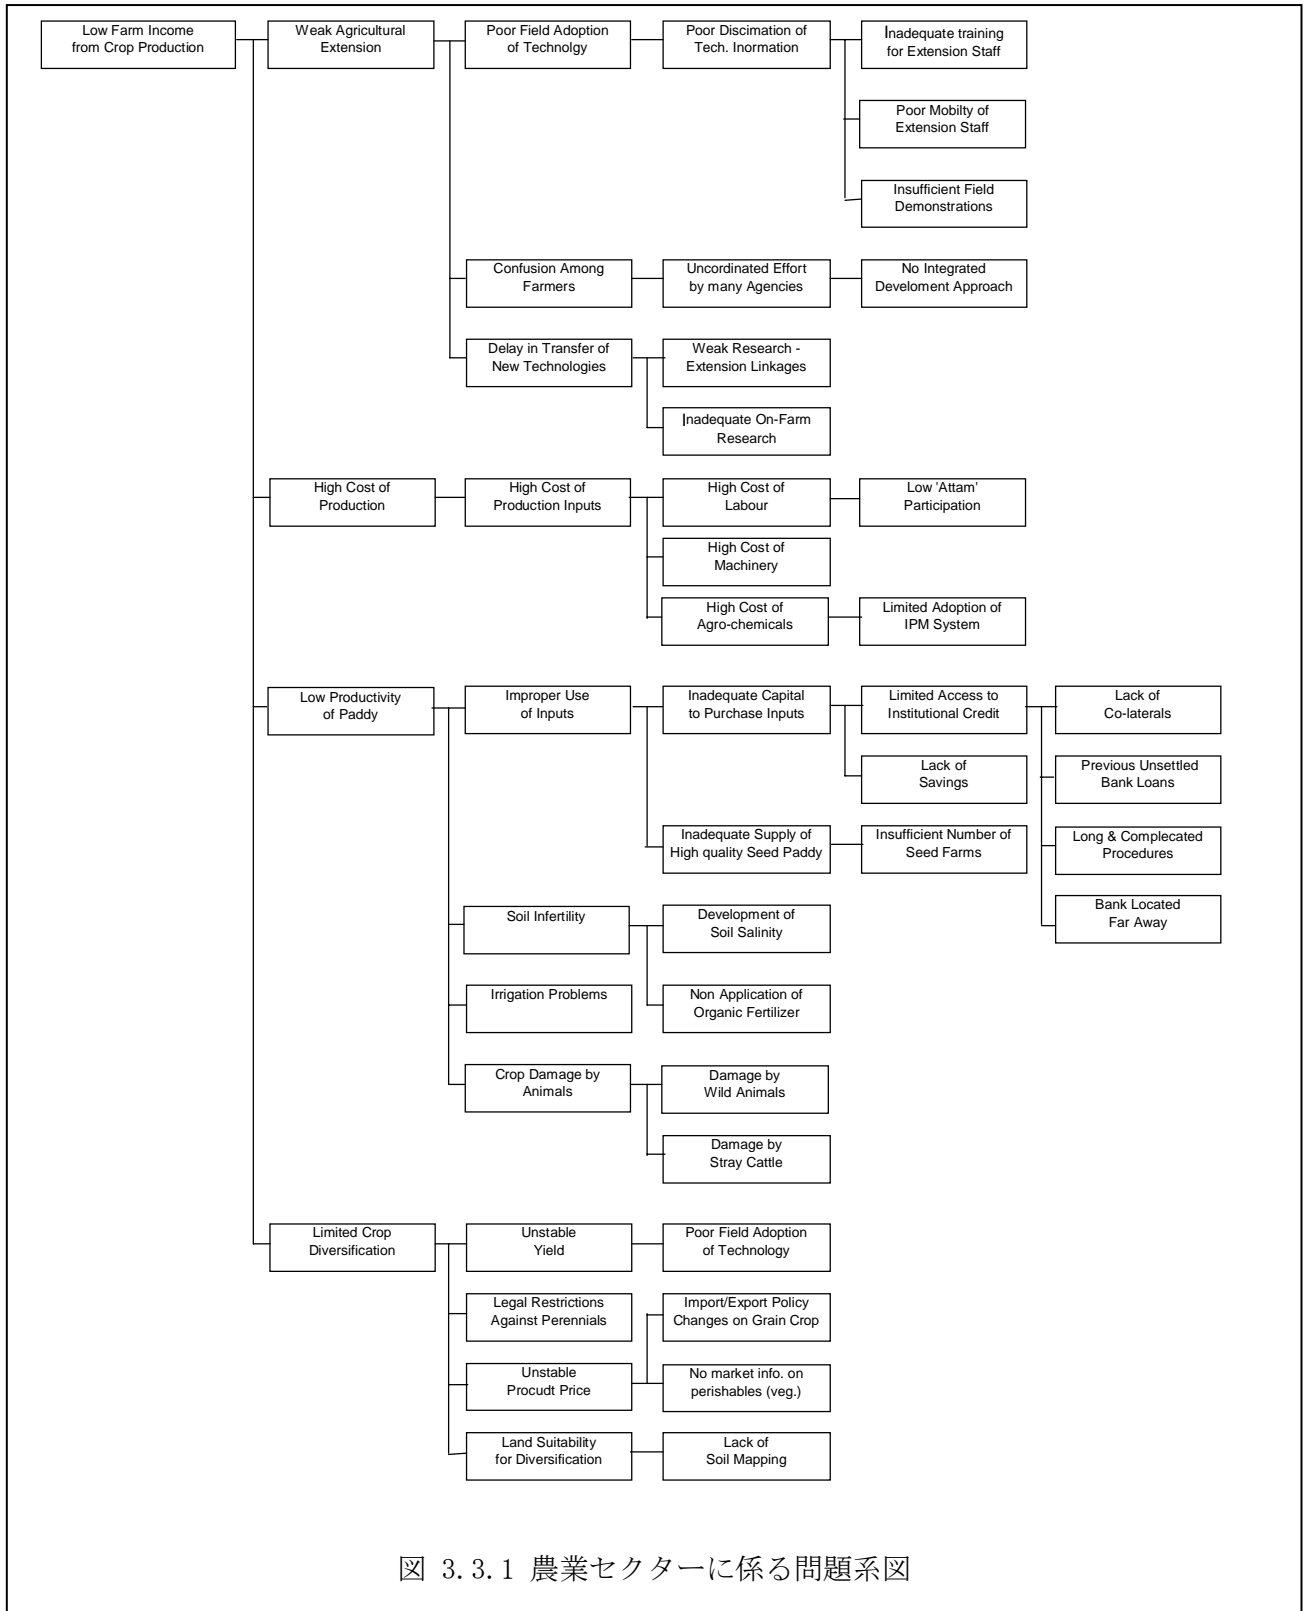 Low Farm Income
from Crop Production
Weak Agricultural
Extension
Poor Field Adoption
of Technolgy
Poor Discimation of
Tech. Inormation
Inadequate training
for Extension Staff
Poor Mobilty of
Extension Staff
Insufficient Field
Demonstrations
Confusion Among
Farmers
Uncordinated Effort
by many Agencies
No Integrated
Develoment Approach
Delay in Transfer of
New Technologies
Weak Research -
Extension Linkages
Inadequate On-Farm
Research
High Cost of
Production
High Cost of
Production Inputs
High Cost of
Labour
Low 'Attam'
Participation
High Cost of
Machinery
High Cost of
Agro-chemicals
Limited Adoption of
IPM System
Low Productivity
of Paddy
Improper Use
of Inputs
Inadequate Capital
to Purchase Inputs
Limited Access to
Institutional Credit
Lack of
Co-laterals
Previous Unsettled
Bank Loans
Lack of
Savings
Inadequate Supply of
High quality Seed Paddy
Insufficient Number of
Seed Farms
Long & Complecated
Procedures
Bank Located
Far Away
Soil Infertility
Development of
Soil Salinity
Irrigation Problems
Non Application of
Organic Fertilizer
Crop Damage by
Animals
Damage by
Wild Animals
Damage by
Stray Cattle
Limited Crop
Diversification
Unstable
Yield
Poor Field Adoption
of Technology
Legal Restrictions
Against Perennials
Import/Export Policy
Changes on Grain Crop
Unstable
Procudt Price
No market info. on
perishables (veg.)
Land Suitability
for Diversification
Lack of
Soil Mapping
図 3.3.1 農業セクターに係る問題系図